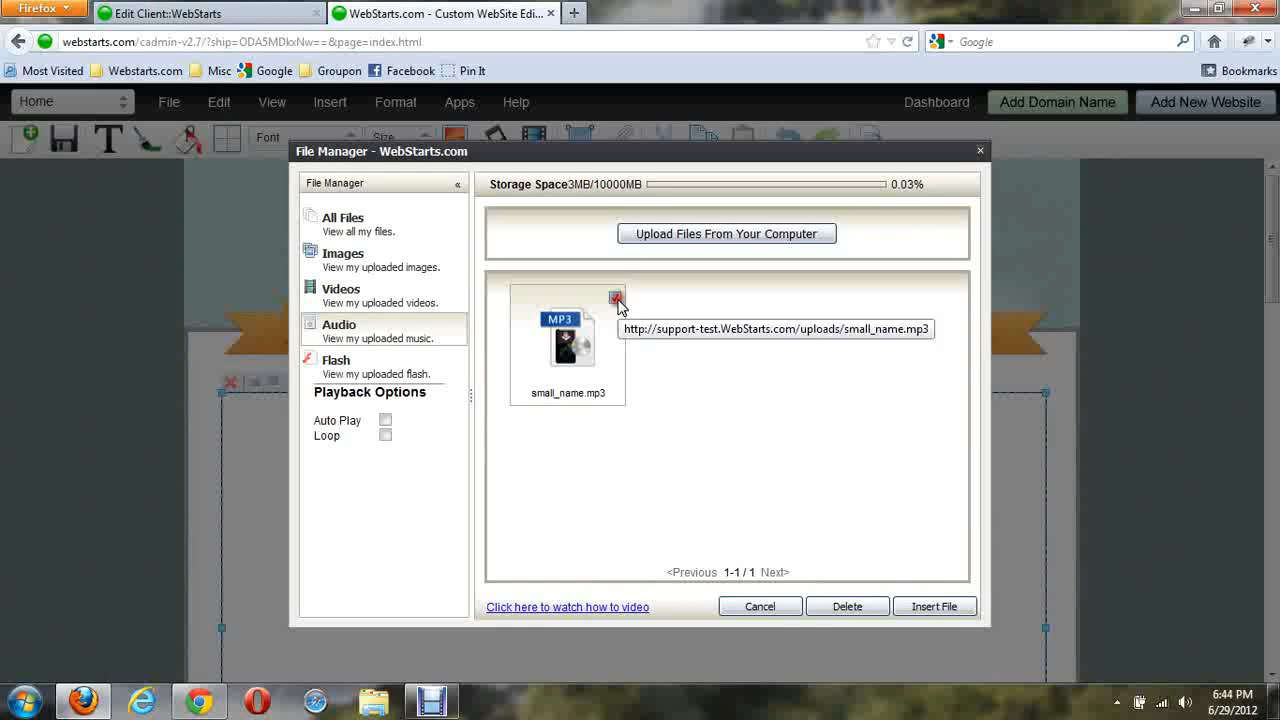 Firefox
Edit Client::WebStarts
WebStarts.com - Custom WebSite Edi...
webstarts.com/cadmin-v2.7/?ship=ODA5MDkxNw==&page=index.html
Google
Most Visited
Webstarts.com
Misc
Google
Groupon
Facebook
Pin It
Bookmarks
Home
File
Edit
View
Insert
Format
Apps
Help
Dashboard
Add Domain Name
Add New Website
Font
Size
File Manager - WebStarts.com
File Manager
«
Storage Space3MB/10000MB
0.03%
All Files
View all my files.
Images
View my uploaded images.
Videos
View my uploaded videos.
Audio
View my uploaded music.
Flash
View my uploaded flash.
Playback Options
Auto Play
Loop
Upload Files From Your Computer
MP3
http://support-test.WebStarts.com/uploads/small_name.mp3
small_name.mp3
<Previous 1-1 / 1 Next>
Click here to watch how to video
Cancel
Delete
Insert File
6:44 PM
6/29/2012